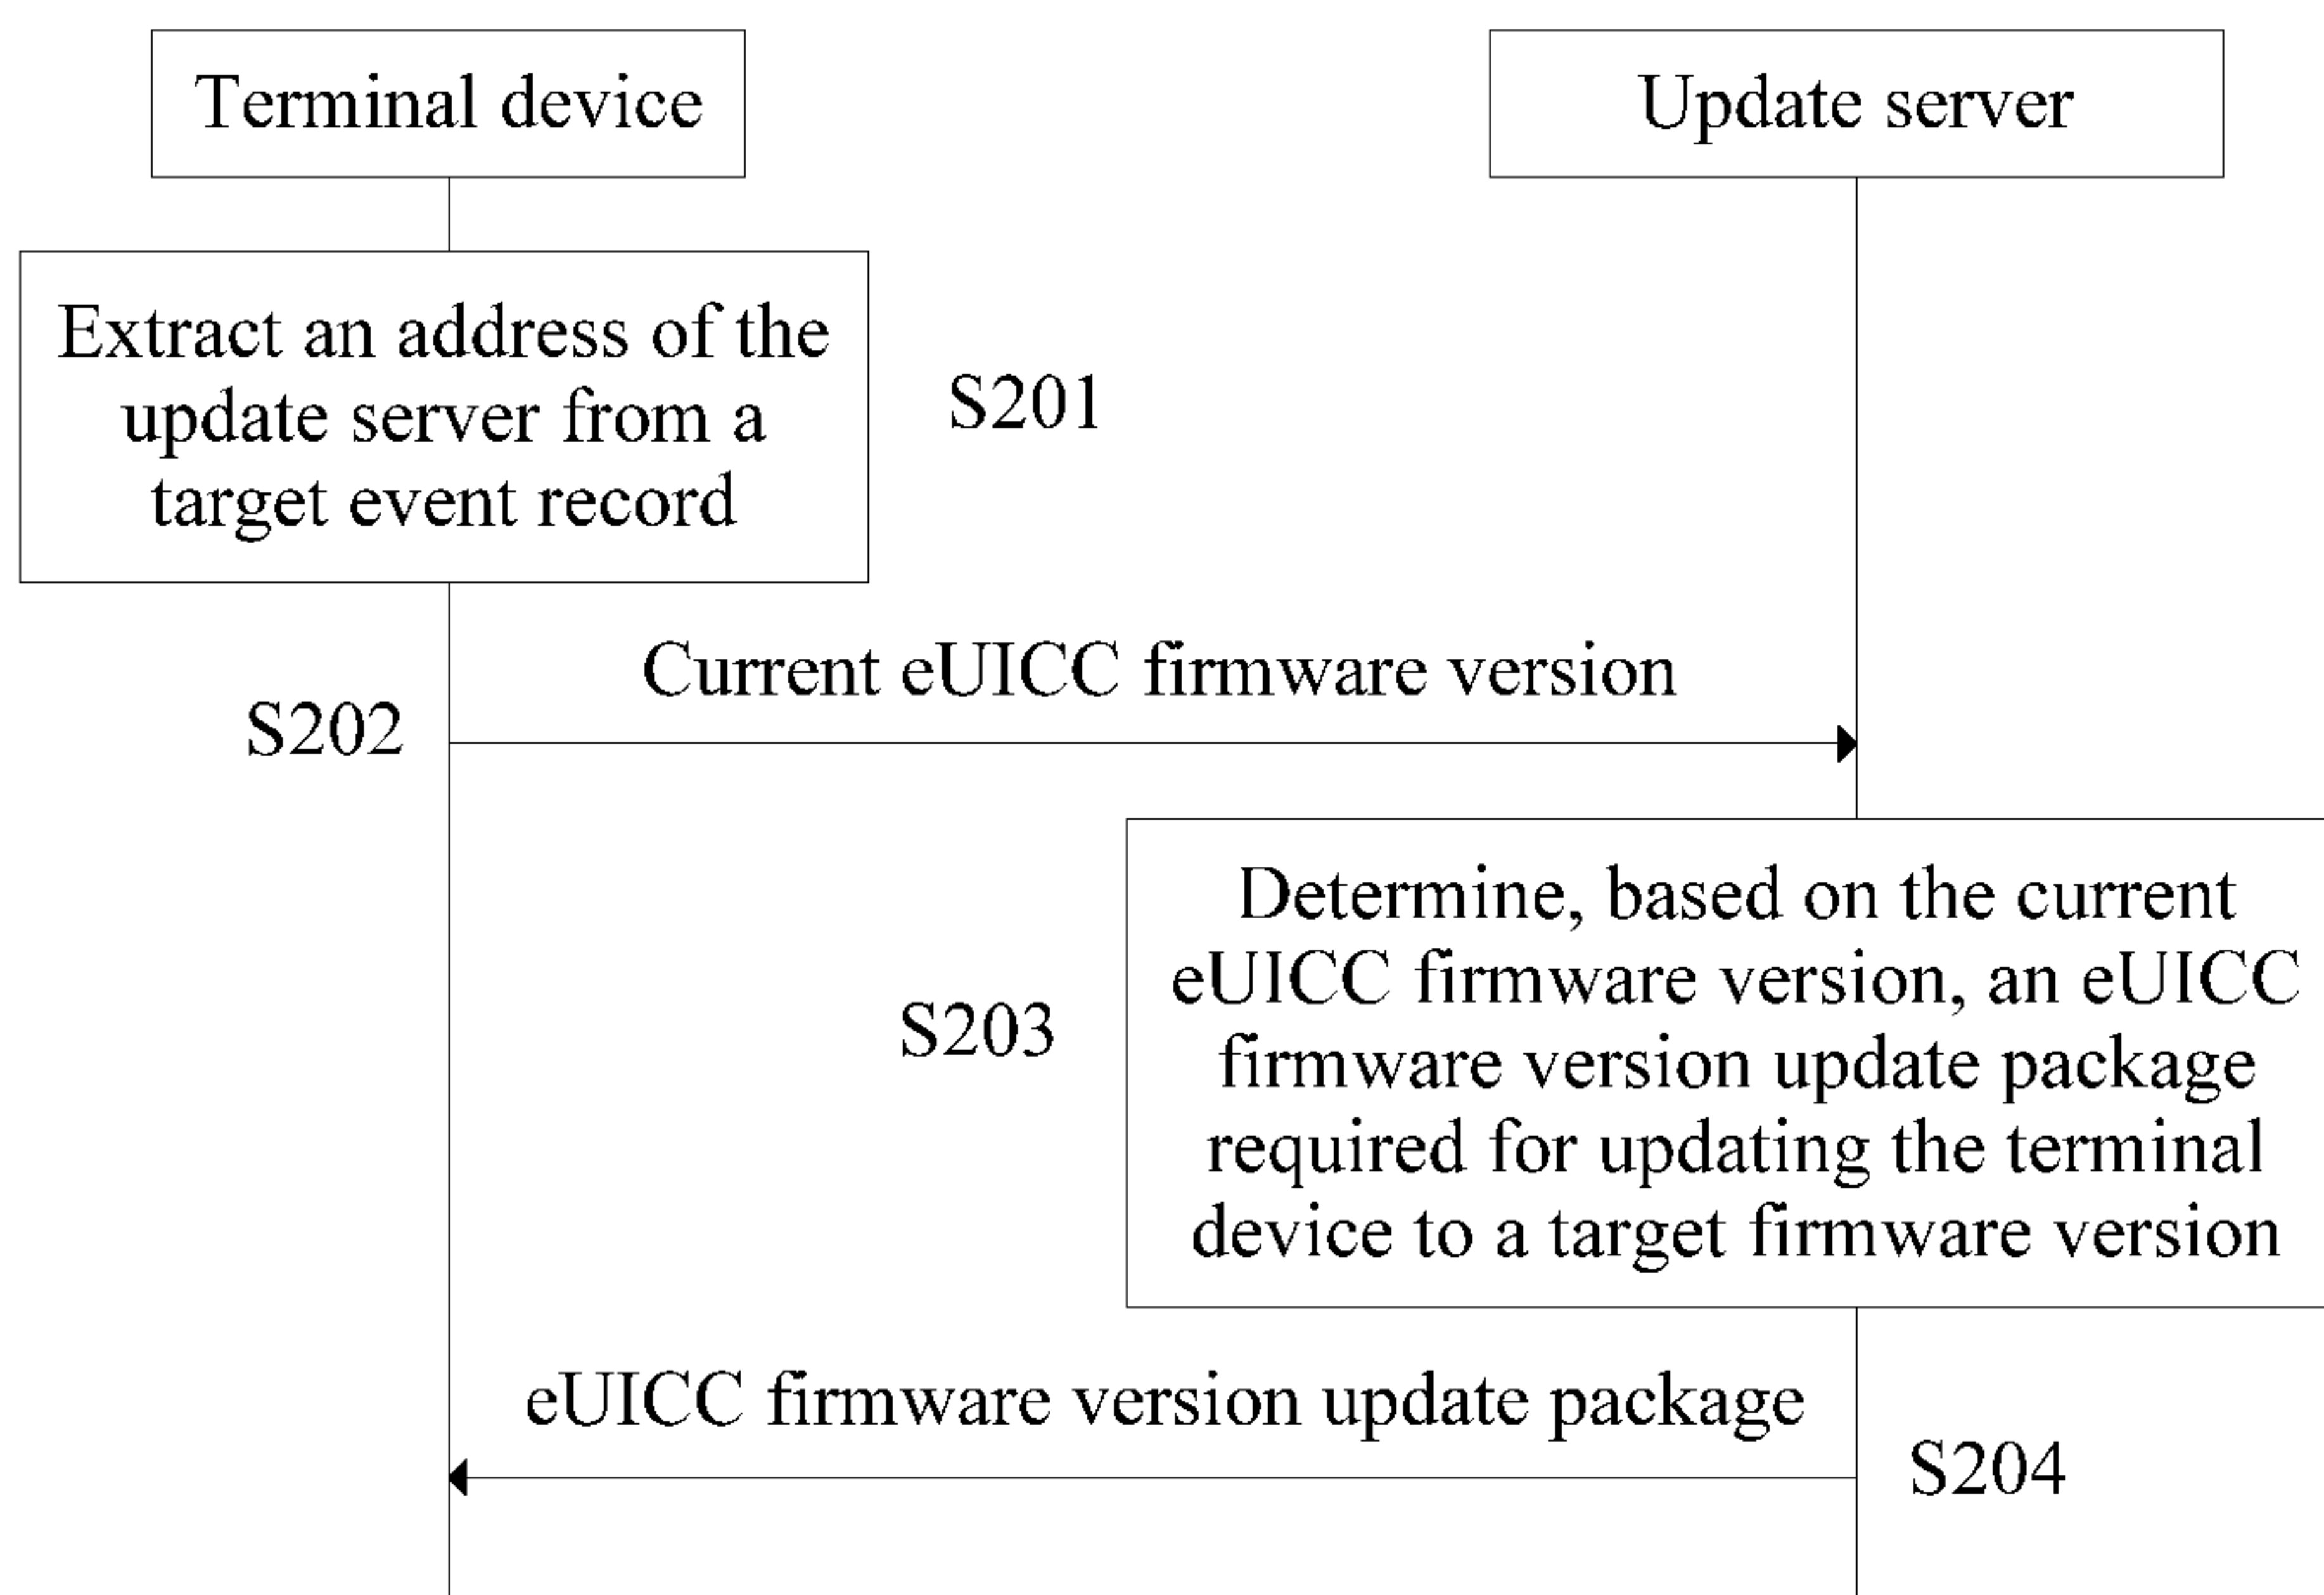 Terminal device
Update server
Extract an address of the
update server from a
target event record
S201
Current eUICC firmware version
S202
Determine, based on the current
eUICC firmware version, an eUICC
firmware version update package
required for updating the terminal
device to a target firmware version
S203
eUICC firmware version update package
S204